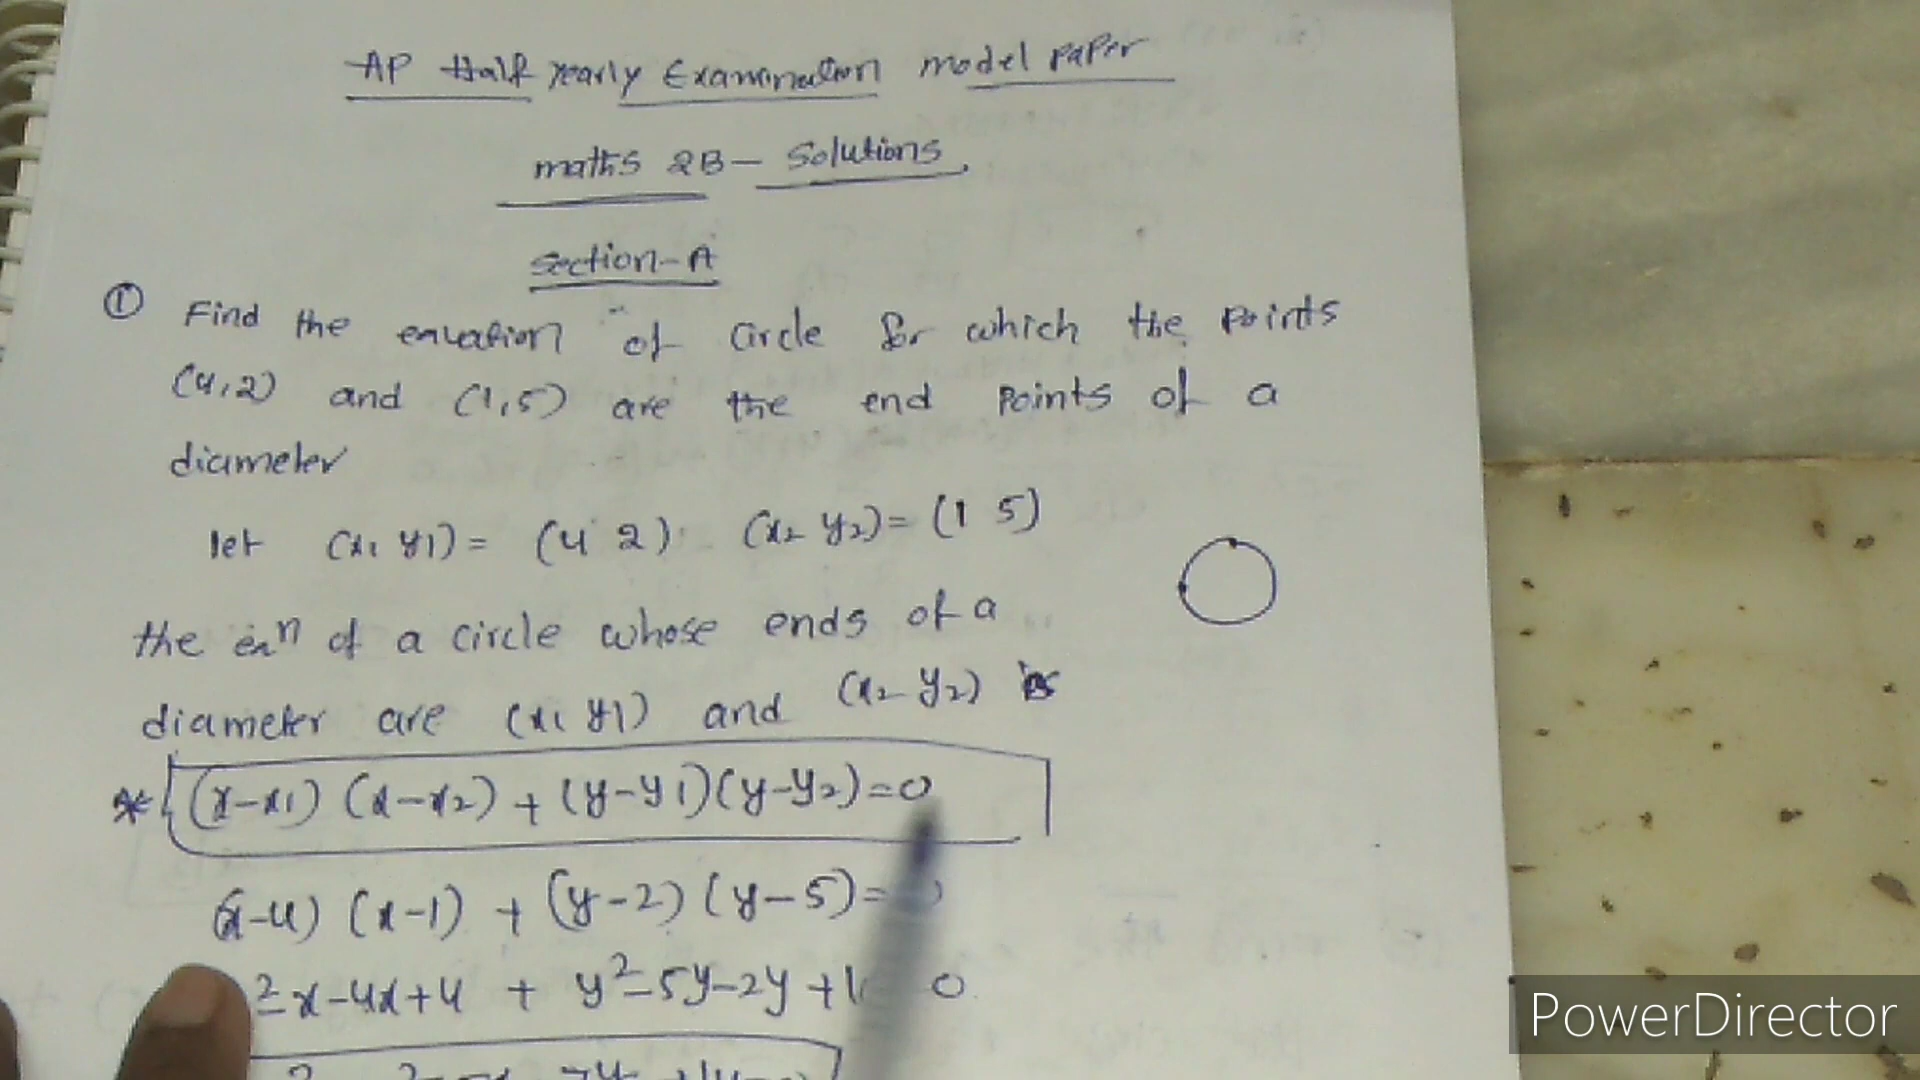 AP Half Yearly Examination model paper
maths 2B – Solutions.
Section-A
① Find the equation of circle for which the points
(4,2) and (1,5) are the end points of a
diameter
let (x₁ y₁) = (4 2) (x₂ y₂) = (1 5)
the eqⁿ of a circle whose ends of a
diameter are (x₁ y₁) and (x₂ y₂) is
* (x-x₁) (x-x₂) + (y-y₁)(y-y₂)=0
(x-4) (x-1) + (y-2) (y-5)=
²-x-4x+4 + y²-5y-2y+1 0
PowerDirector